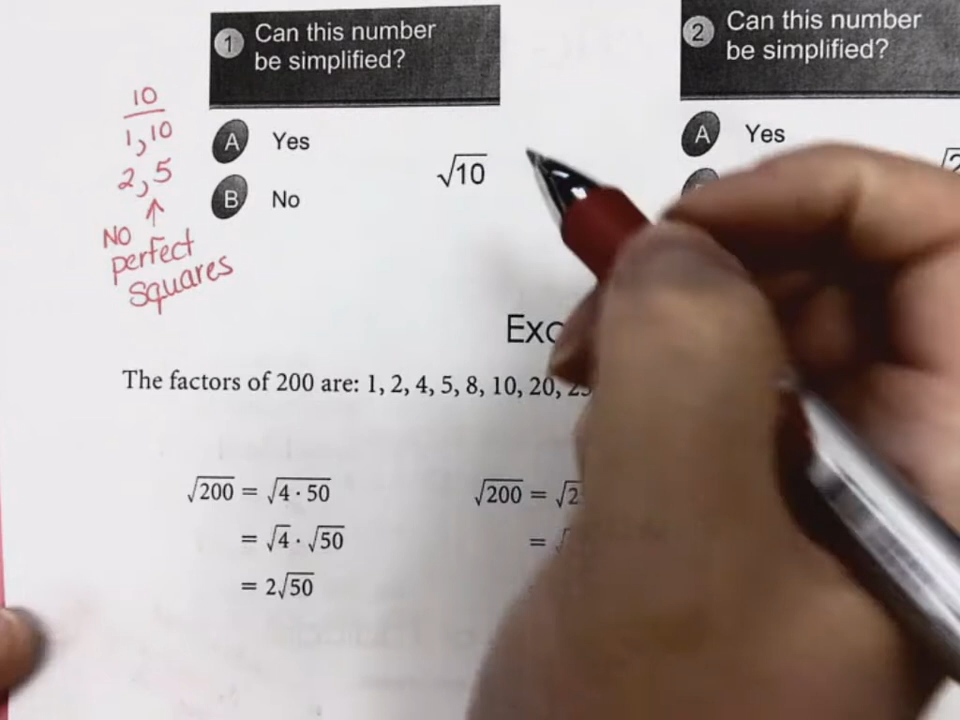 1 Can this number
be simplified?
2 Can this number
be simplified?
10
1, 10
2, 5
↑
NO
perfect
squares
A Yes
B No
√10
A Yes
Exc
The factors of 200 are: 1, 2, 4, 5, 8, 10, 20,
√200 = √4 · 50
= √4 · √50
= 2√50
√200 = √2
= √